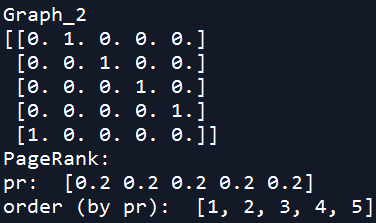 Graph_2
[[0. 1. 0. 0. 0.]
 [0. 0. 1. 0. 0.]
 [0. 0. 0. 1. 0.]
 [0. 0. 0. 0. 1.]
 [1. 0. 0. 0. 0.]]
PageRank:
pr:  [0.2 0.2 0.2 0.2 0.2]
order (by pr):  [1, 2, 3, 4, 5]